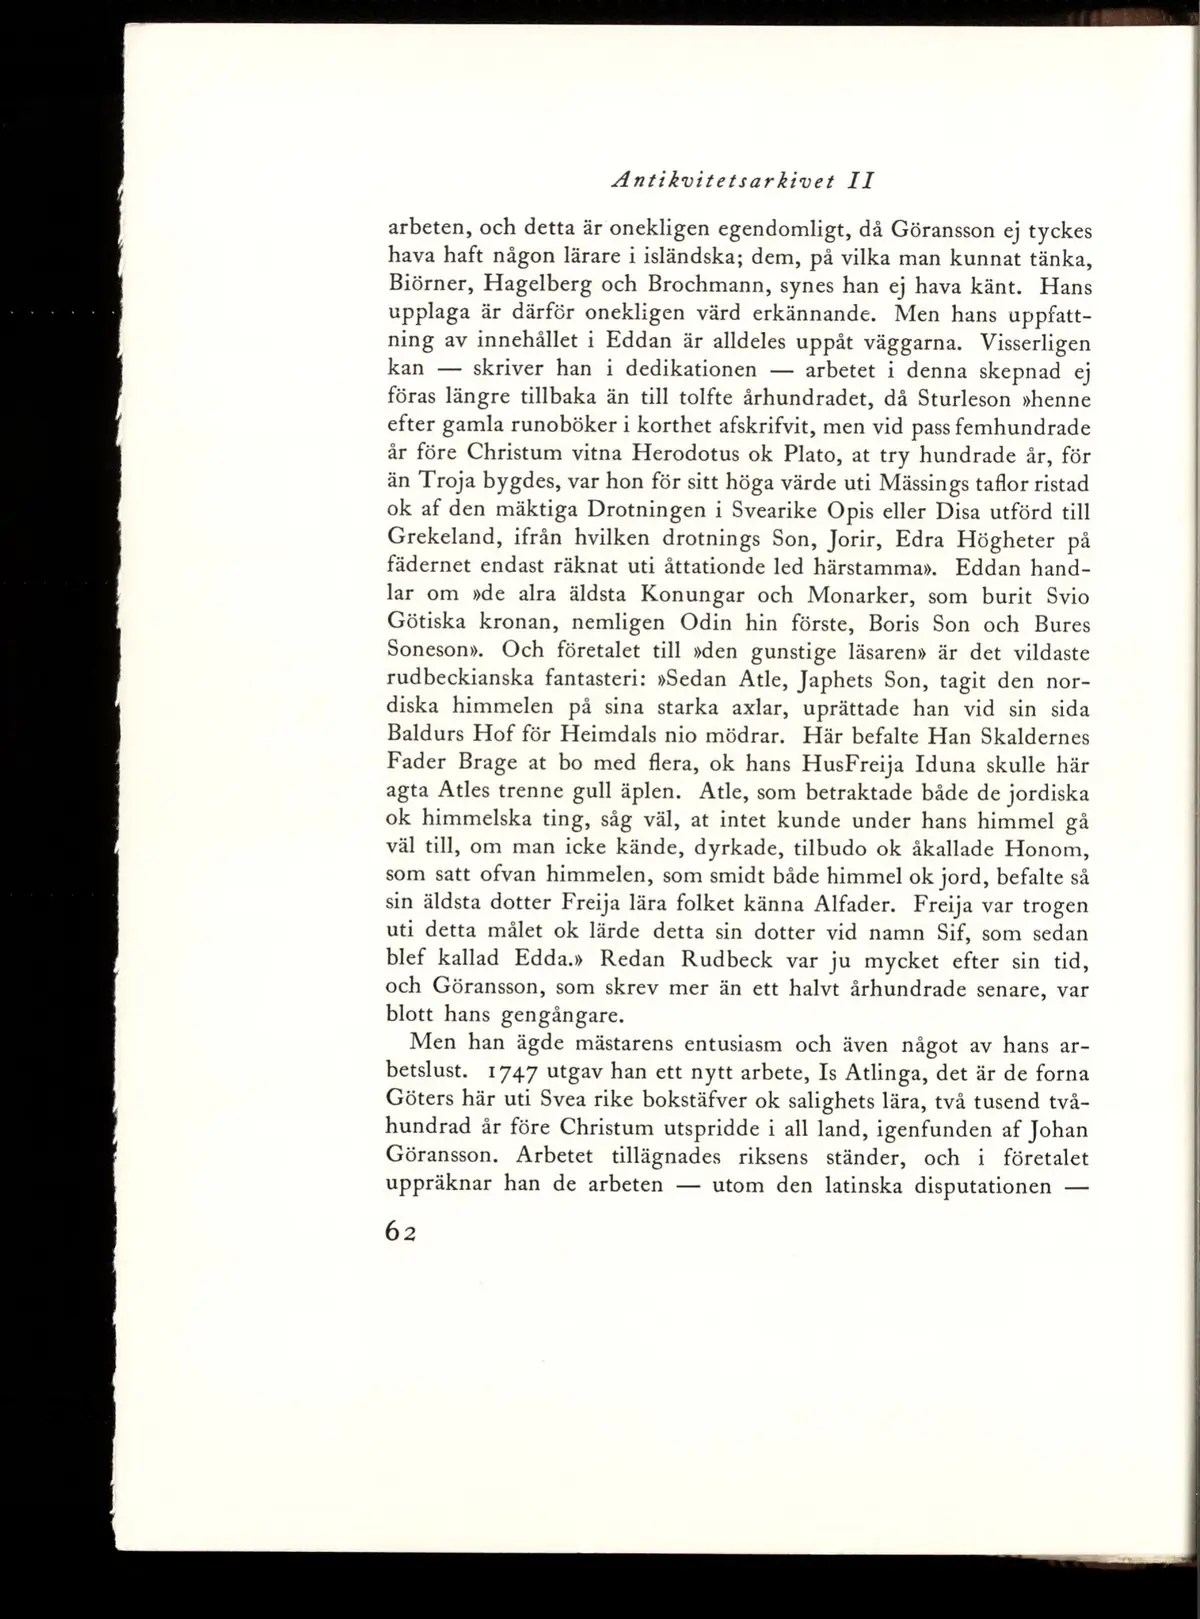 Antikvitetsarkivet II
arbeten, och detta är onekligen egendomligt, då Göransson ej tyckes
hava haft någon lärare i isländska; dem, på vilka man kunnat tänka,
Biörner, Hagelberg och Brochmann, synes han ej hava känt. Hans
upplaga är därför onekligen värd erkännande. Men hans uppfatt-
ning av innehållet i Eddan är alldeles uppåt väggarna. Visserligen
kan — skriver han i dedikationen — arbetet i denna skepnad ej
föras längre tillbaka än till tolfte århundradet, då Sturleson »henne
efter gamla runoböker i korthet afskrifvit, men vid pass femhundrade
år före Christum vitna Herodotus ok Plato, at try hundrade år, för
än Troja bygdes, var hon för sitt höga värde uti Mässings taflor ristad
ok af den mäktiga Drotningen i Svearike Opis eller Disa utförd till
Grekeland, ifrån hvilken drotnings Son, Jorir, Edra Högheter på
fädernet endast räknat uti åttationde led härstamma». Eddan hand-
lar om »de alra äldsta Konungar och Monarker, som burit Svio
Götiska kronan, nemligen Odin hin förste, Boris Son och Bures
Soneson». Och företalet till »den gunstige läsaren» är det vildaste
rudbeckianska fantasteri: »Sedan Atle, Japhets Son, tagit den nor-
diska himmelen på sina starka axlar, uprättade han vid sin sida
Baldurs Hof för Heimdals nio mödrar. Här befalte Han Skaldernes
Fader Brage at bo med flera, ok hans HusFreija Iduna skulle här
agta Atles trenne gull äplen. Atle, som betraktade både de jordiska
ok himmelska ting, såg väl, at intet kunde under hans himmel gå
väl till, om man icke kände, dyrkade, tilbudo ok åkallade Honom,
som satt ofvan himmelen, som smidt både himmel ok jord, befalte så
sin äldsta dotter Freija lära folket känna Alfader. Freija var trogen
uti detta målet ok lärde detta sin dotter vid namn Sif, som sedan
blef kallad Edda.» Redan Rudbeck var ju mycket efter sin tid,
och Göransson, som skrev mer än ett halvt århundrade senare, var
blott hans gengångare.
Men han ägde mästarens entusiasm och även något av hans ar-
betslust. 1747 utgav han ett nytt arbete, Is Atlinga, det är de forna
Göters här uti Svea rike bokstäfver ok salighets lära, två tusend två-
hundrad år före Christum utspridde i all land, igenfunden af Johan
Göransson. Arbetet tillägnades riksens ständer, och i företalet
uppräknar han de arbeten — utom den latinska disputationen —
62